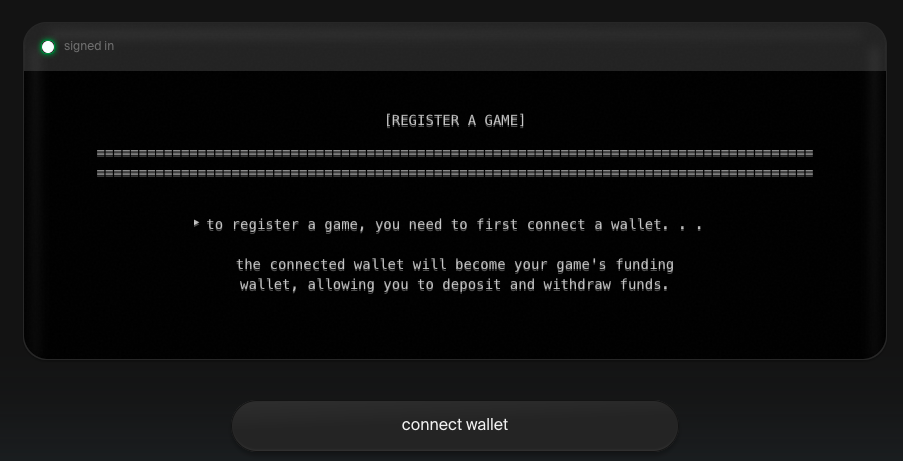 signed in
[REGISTER A GAME]
=====================================================================================
=====================================================================================
▸ to register a game, you need to first connect a wallet. . .
the connected wallet will become your game's funding
wallet, allowing you to deposit and withdraw funds.
connect wallet